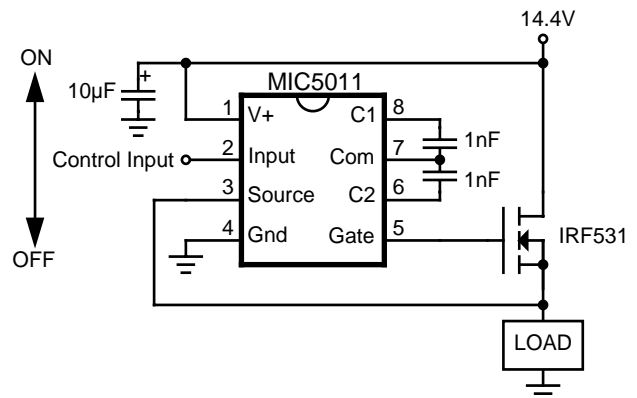 14.4V
ON
10µF
+
MIC5011
1 V+ C1 8
1nF
Control Input 2 Input Com 7
1nF
3 Source C2 6
4 Gnd Gate 5
IRF531
OFF
LOAD